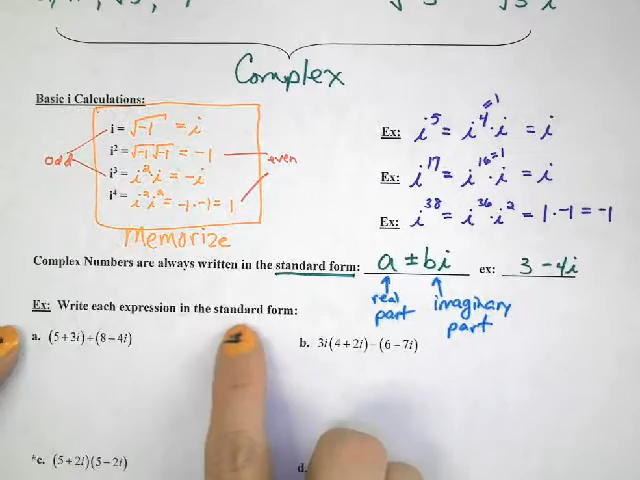 Complex
Basic i Calculations:
i = √-1 = i
i² = √-1 √-1 = -1
i³ = i²·i = -i
i⁴ = i²·i² = -1·-1 = 1
odd
even
Memorize
Ex: i⁵ = i⁴·i = i
=1
Ex: i¹⁷ = i¹⁶·i = i
=1
Ex: i³⁸ = i³⁶·i² = 1·-1 = -1
Complex Numbers are always written in the standard form: a ± bi ex: 3 - 4i
real part
imaginary part
Ex: Write each expression in the standard form:
a. (5+3i)+(8-4i)
b. 3i(4+2i)-(6-7i)
*c. (5+2i)(5-2i)
d.